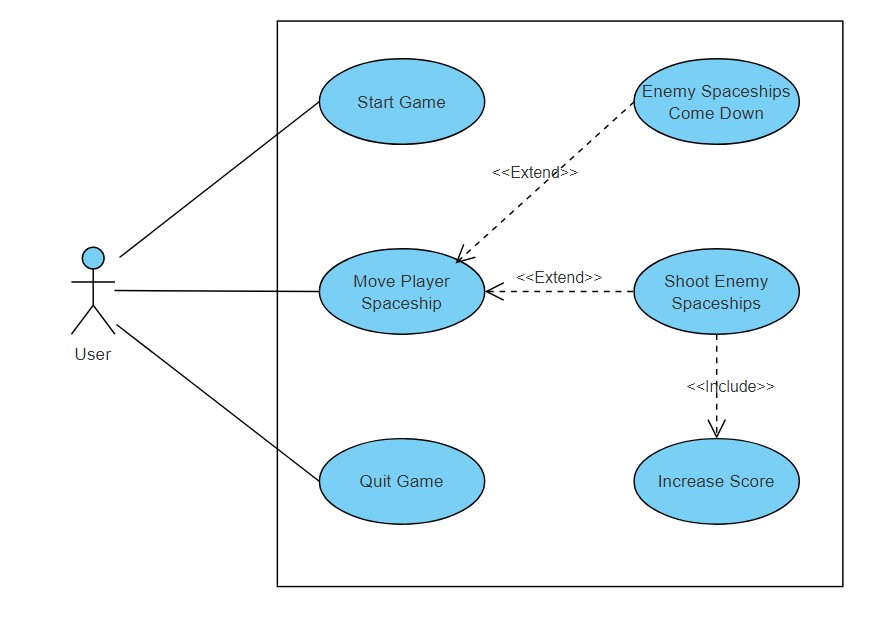 Start Game
Enemy Spaceships
Come Down
<<Extend>>
Move Player
Spaceship
<<Extend>>
Shoot Enemy
Spaceships
User
<<Include>>
Quit Game
Increase Score